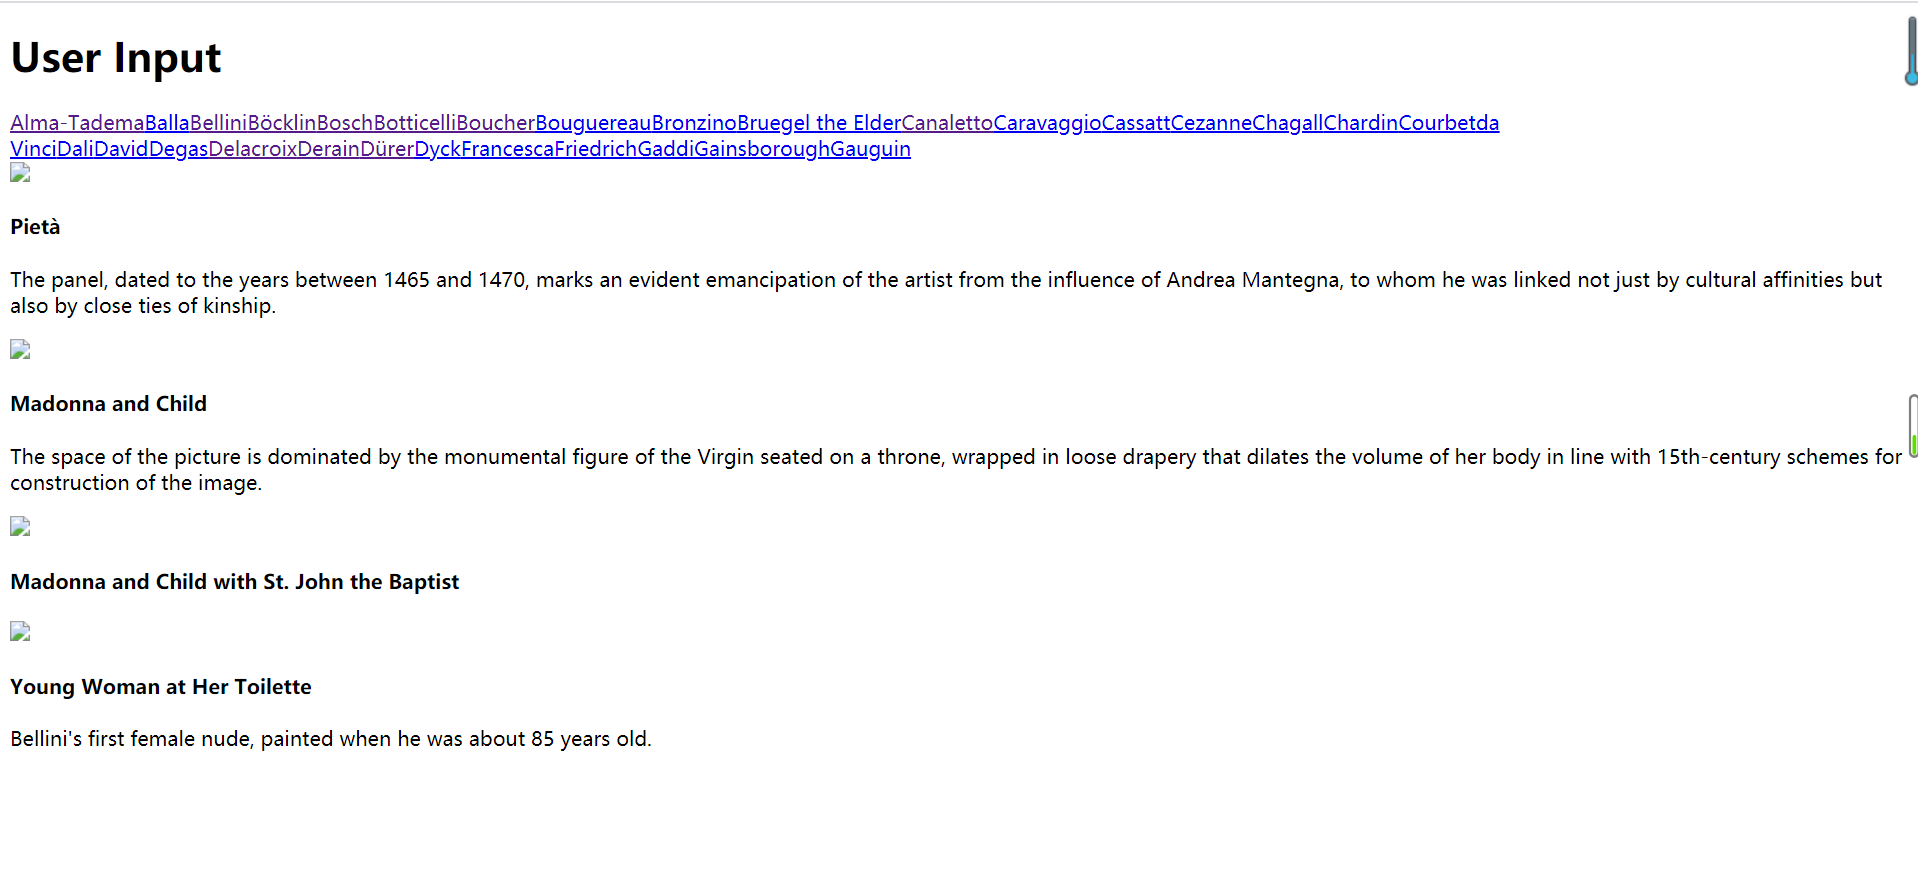 User Input
Alma-TademaBallaBelliniBöcklinBoschBotticelliBoucherBouguereauBronzinoBruegel the ElderCanalettoCaravaggioCassattCezanneChagallChardinCourbetda
VinciDaliDavidDegasDelacroixDerainDürerDyckFrancescaFriedrichGaddiGainsboroughGauguin
Pietà
The panel, dated to the years between 1465 and 1470, marks an evident emancipation of the artist from the influence of Andrea Mantegna, to whom he was linked not just by cultural affinities but
also by close ties of kinship.
Madonna and Child
The space of the picture is dominated by the monumental figure of the Virgin seated on a throne, wrapped in loose drapery that dilates the volume of her body in line with 15th-century schemes for
construction of the image.
Madonna and Child with St. John the Baptist
Young Woman at Her Toilette
Bellini's first female nude, painted when he was about 85 years old.